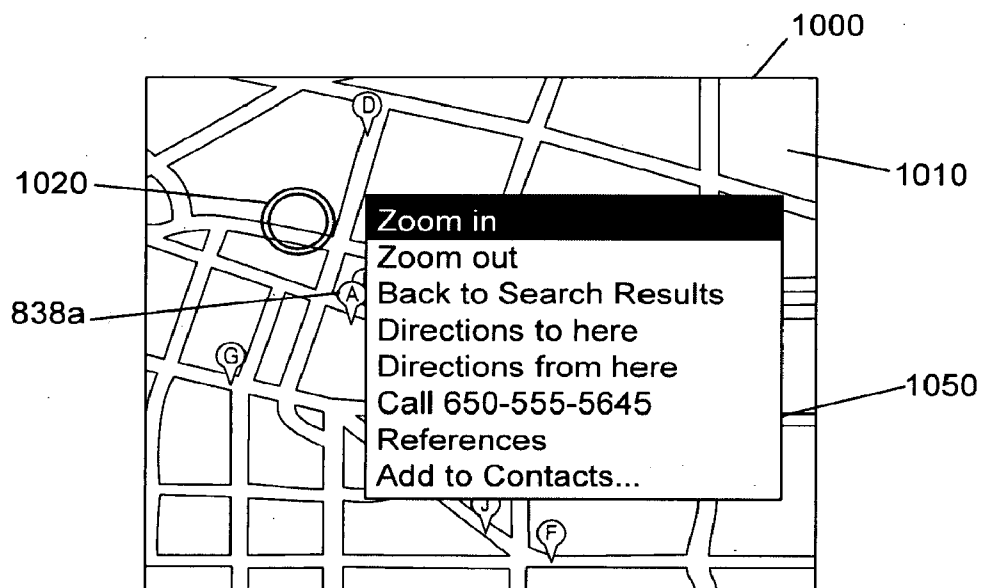 1000
D
1010
1020
Zoom in
Zoom out
Back to Search Results
838a
A
Directions to here
G
Directions from here
1050
Call 650-555-5645
References
Add to Contacts...
J
F